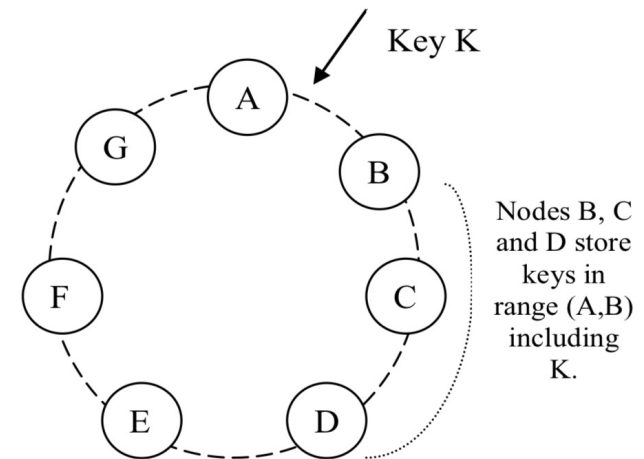 Key K
A
G
B
Nodes B, C
and D store
keys in
range (A,B)
including
K.
F
C
E
D